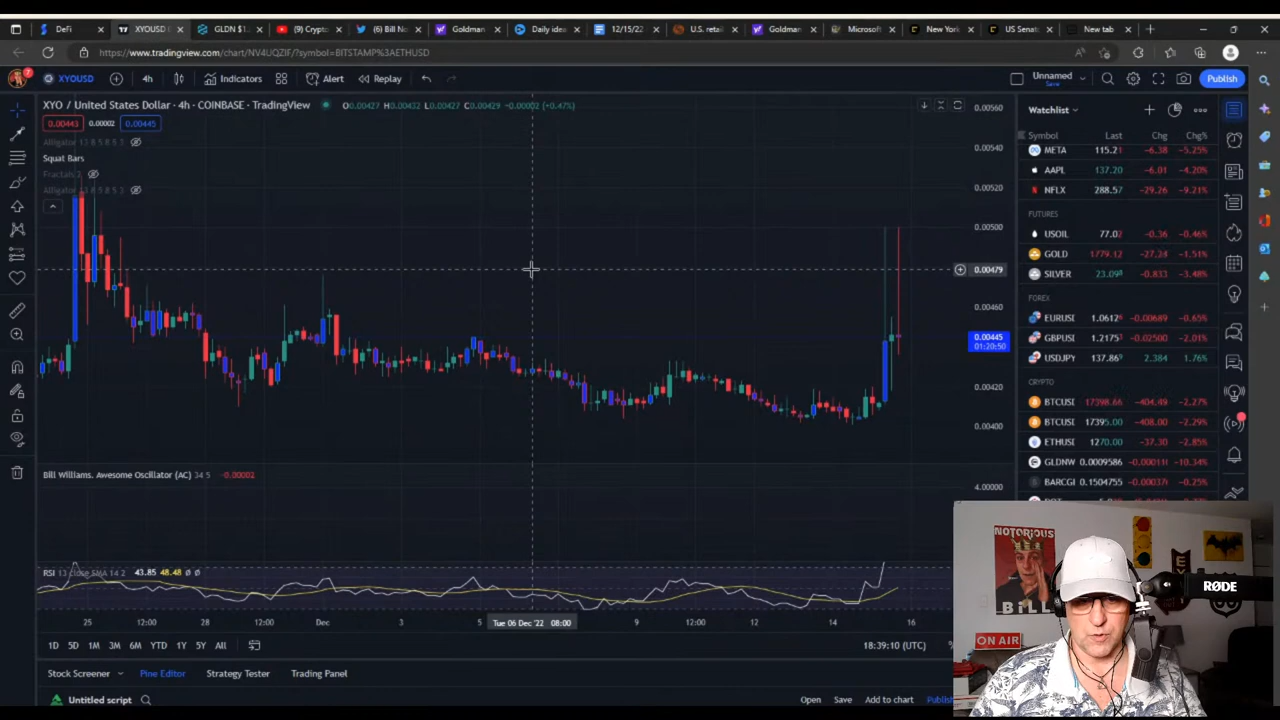 DeFi XYOUSD GLDN $1. (9) Crypto (6) Bill No Goldman Daily idea 12/15/22 U.S. retail Goldman Microsoft New York US Senat New tab
https://www.tradingview.com/chart/NV4UQZIF/?symbol=BITSTAMP%3AETHUSD
XYOUSD 4h Indicators Alert Replay Unnamed Save Publish
XYO / United States Dollar · 4h · COINBASE · TradingView O0.00427 H0.00432 L0.00427 C0.00429 -0.00002 (+0.47%)
0.00443 0.00002 0.00445
Alligator 13 8 5 8 5 3
Squat Bars
Fractals 2
Alligator 13 8 5 8 5 3
0.00560
0.00540
0.00520
0.00500
0.00479
0.00460
0.00445
01:20:50
0.00420
0.00400
Bill Williams. Awesome Oscillator (AC) 34 5 -0.00002
4.00000
RSI 13 close SMA 14 2 43.85 48.48 Ø Ø
25 12:00 28 12:00 Dec 3 5 Tue 06 Dec '22 08:00 9 12:00 12 14 16
1D 5D 1M 3M 6M YTD 1Y 5Y All 18:39:10 (UTC) %
Stock Screener Pine Editor Strategy Tester Trading Panel
Untitled script Open Save Add to chart Publish
Watchlist
Symbol Last Chg Chg%
META 115.21 -6.38 -5.25%
AAPL 137.20 -6.01 -4.20%
NFLX 288.57 -29.26 -9.21%
FUTURES
USOIL 77.02 -0.36 -0.46%
GOLD 1779.12 -27.23 -1.51%
SILVER 23.098 -0.833 -3.48%
FOREX
EURUSD 1.0612 -0.00689 -0.65%
GBPUSD 1.2175 -0.02500 -2.01%
USDJPY 137.869 2.384 1.76%
CRYPTO
BTCUSI 17398.66 -404.49 -2.27%
BTCUSI 17395.00 -408.00 -2.29%
ETHUSI 1270.00 -37.30 -2.85%
GLDNW 0.0009586 -0.000110 -10.34%
BARCGI 0.1504755 -0.000376 -0.25%
NOTORIOUS
BILL
ON AIR
RØDE